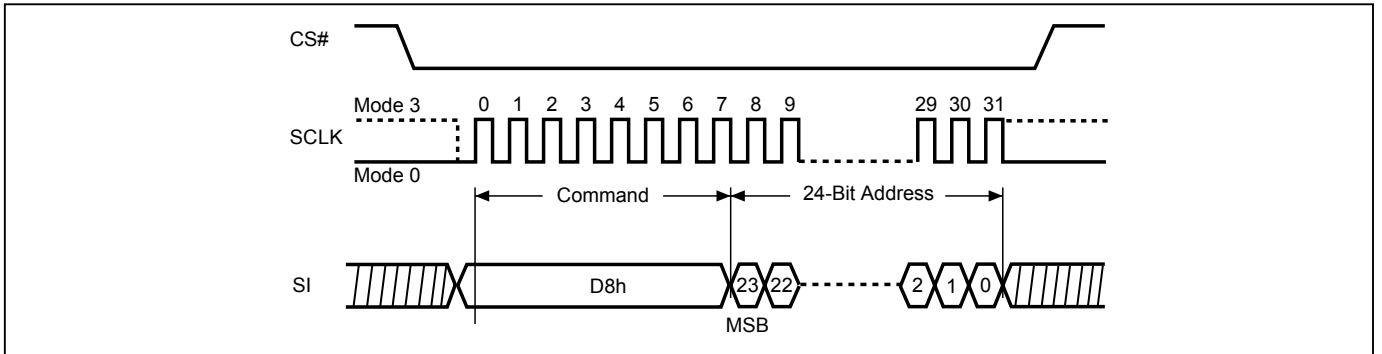 CS#
Mode 3 0 1 2 3 4 5 6 7 8 9 29 30 31
SCLK
Mode 0
Command 24-Bit Address
SI D8h 23 22 2 1 0
MSB